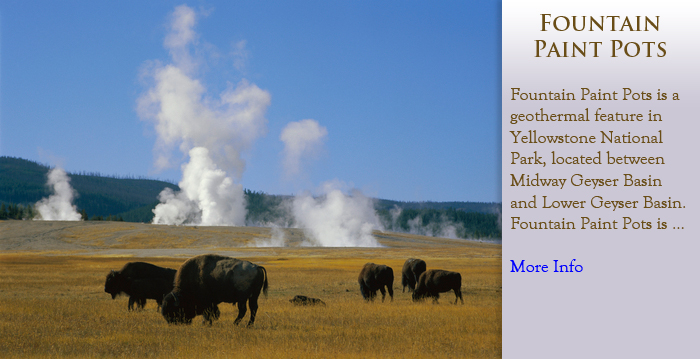 Fountain
Paint Pots
Fountain Paint Pots is a
geothermal feature in
Yellowstone National
Park, located between
Midway Geyser Basin
and Lower Geyser Basin.
Fountain Paint Pots is ...
More Info